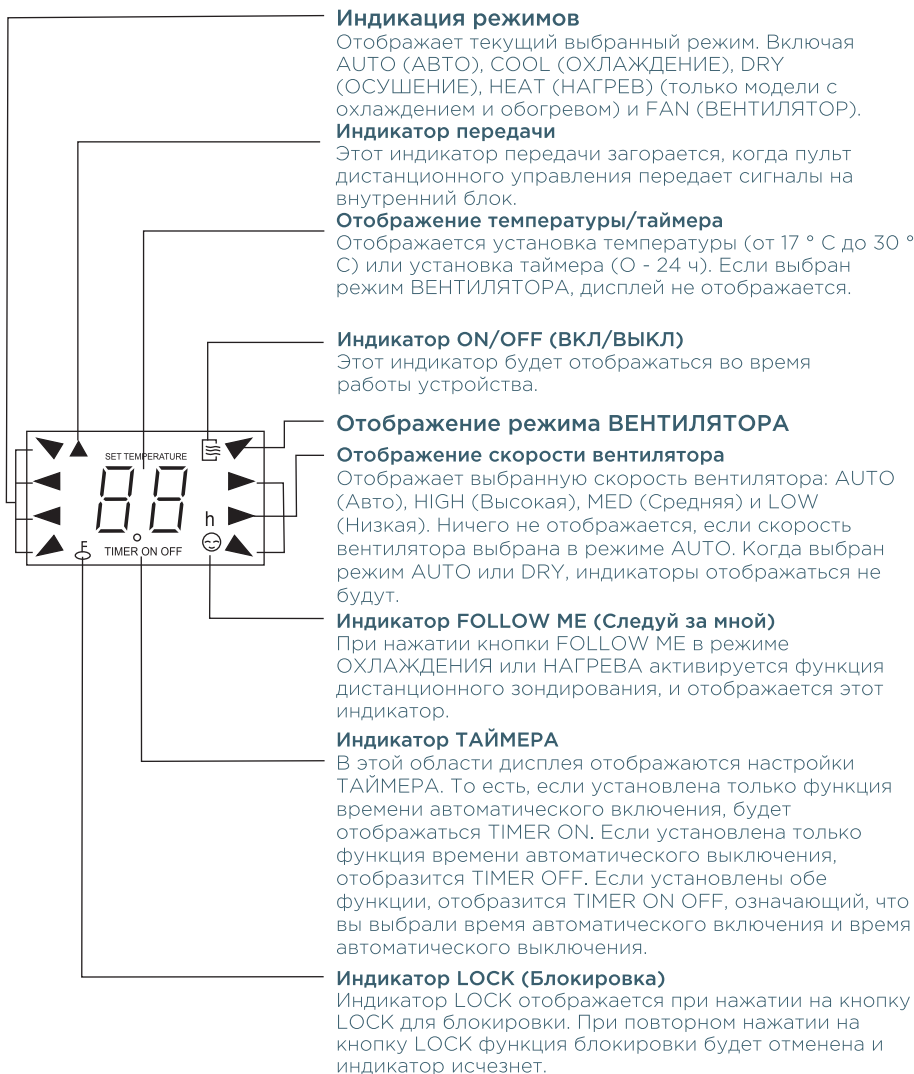 Индикация режимов
Отображает текущий выбранный режим. Включая
AUTO (АВТО), COOL (ОХЛАЖДЕНИЕ), DRY
(ОСУШЕНИЕ), HEAT (НАГРЕВ) (только модели с
охлаждением и обогревом) и FAN (ВЕНТИЛЯТОР).
Индикатор передачи
Этот индикатор передачи загорается, когда пульт
дистанционного управления передает сигналы на
внутренний блок.
Отображение температуры/таймера
Отображается установка температуры (от 17 ° С до 30 °
С) или установка таймера (О - 24 ч). Если выбран
режим ВЕНТИЛЯТОРА, дисплей не отображается.
Индикатор ON/OFF (ВКЛ/ВЫКЛ)
Этот индикатор будет отображаться во время
работы устройства.
Отображение режима ВЕНТИЛЯТОРА
Отображение скорости вентилятора
Отображает выбранную скорость вентилятора: AUTO
(Авто), HIGH (Высокая), MED (Средняя) и LOW
(Низкая). Ничего не отображается, если скорость
вентилятора выбрана в режиме AUTO. Когда выбран
режим AUTO или DRY, индикаторы отображаться не
будут.
SET TEMPERATURE
88
h
TIMER ON OFF
Индикатор FOLLOW ME (Следуй за мной)
При нажатии кнопки FOLLOW ME в режиме
ОХЛАЖДЕНИЯ или НАГРЕВА активируется функция
дистанционного зондирования, и отображается этот
индикатор.
Индикатор ТАЙМЕРА
В этой области дисплея отображаются настройки
ТАЙМЕРА. То есть, если установлена только функция
времени автоматического включения, будет
отображаться TIMER ON. Если установлена только
функция времени автоматического выключения,
отобразится TIMER OFF. Если установлены обе
функции, отобразится TIMER ON OFF, означающий, что
вы выбрали время автоматического включения и время
автоматического выключения.
Индикатор LOCK (Блокировка)
Индикатор LOCK отображается при нажатии на кнопку
LOCK для блокировки. При повторном нажатии на
кнопку LOCK функция блокировки будет отменена и
индикатор исчезнет.